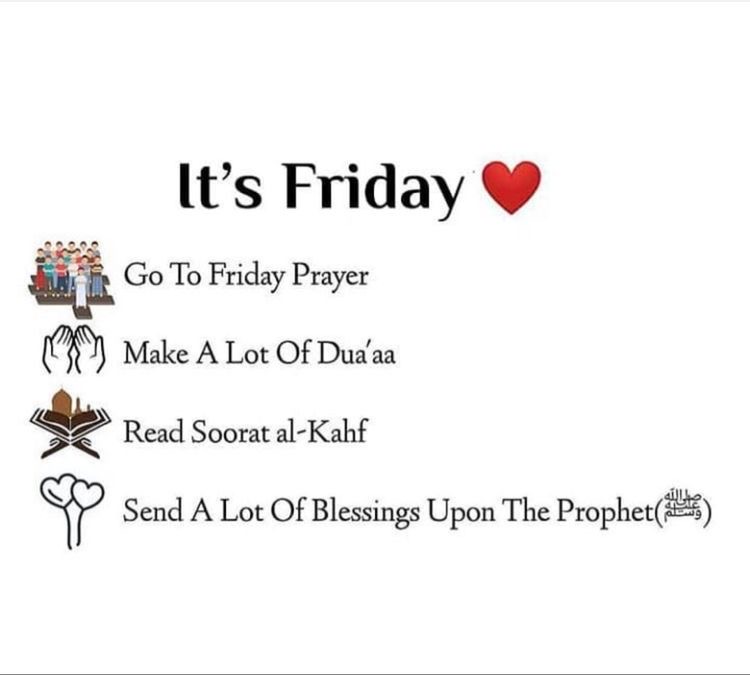 It's Friday ❤️
Go To Friday Prayer
Make A Lot Of Dua'aa
Read Soorat al-Kahf
Send A Lot Of Blessings Upon The Prophet(ﷺ)